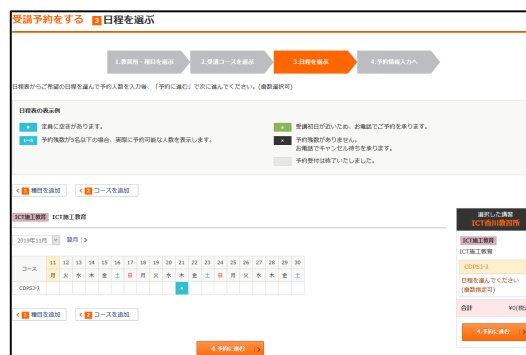 受講予約をする 3 日程を選ぶ
1.教習所・種目を選ぶ 2.受講コースを選ぶ 3.日程を選ぶ 4.予約情報入力へ
日程表からご希望の日程を選んで予約人数を入力後、「予約に進む」で次に進んでください。(複数選択可)
日程表の表示例
● 定員に空きがあります。
1~5 予約残数が5名以下の場合、実際に予約可能な人数を表示します。
● 受講初日が近いため、お電話でご予約を承ります。
× 予約残数がありません。
お電話でキャンセル待ちを承ります。
予約受付は終了いたしました。
< 1 種目を追加 < 2 コースを追加
ICT施工教育 ICT施工教育
2019年11月 翌月 >
コース 11 12 13 14 15 16 17 18 19 20 21 22 23 24 25 26 27 28 29 30
月 火 水 木 金 土 日 月 火 水 木 金 土 日 月 火 水 木 金 土
CDPSコース
< 1 種目を追加 < 2 コースを追加
4.予約に進む >
選択した講習
ICT香川教習所
ICT施工教育
ICT施工教育
日程を選んでください
(複数指定可)
合計 ¥0(税
4.予約に進む >